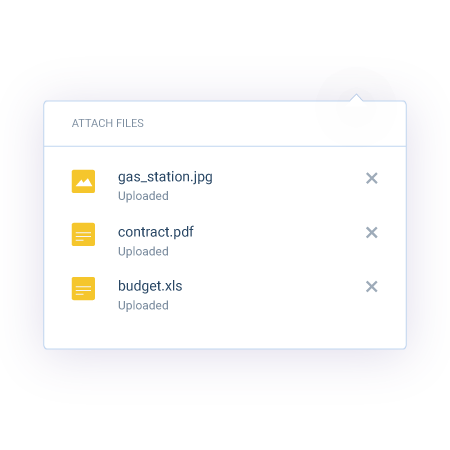 ATTACH FILES
gas_station.jpg
Uploaded
contract.pdf
Uploaded
budget.xls
Uploaded